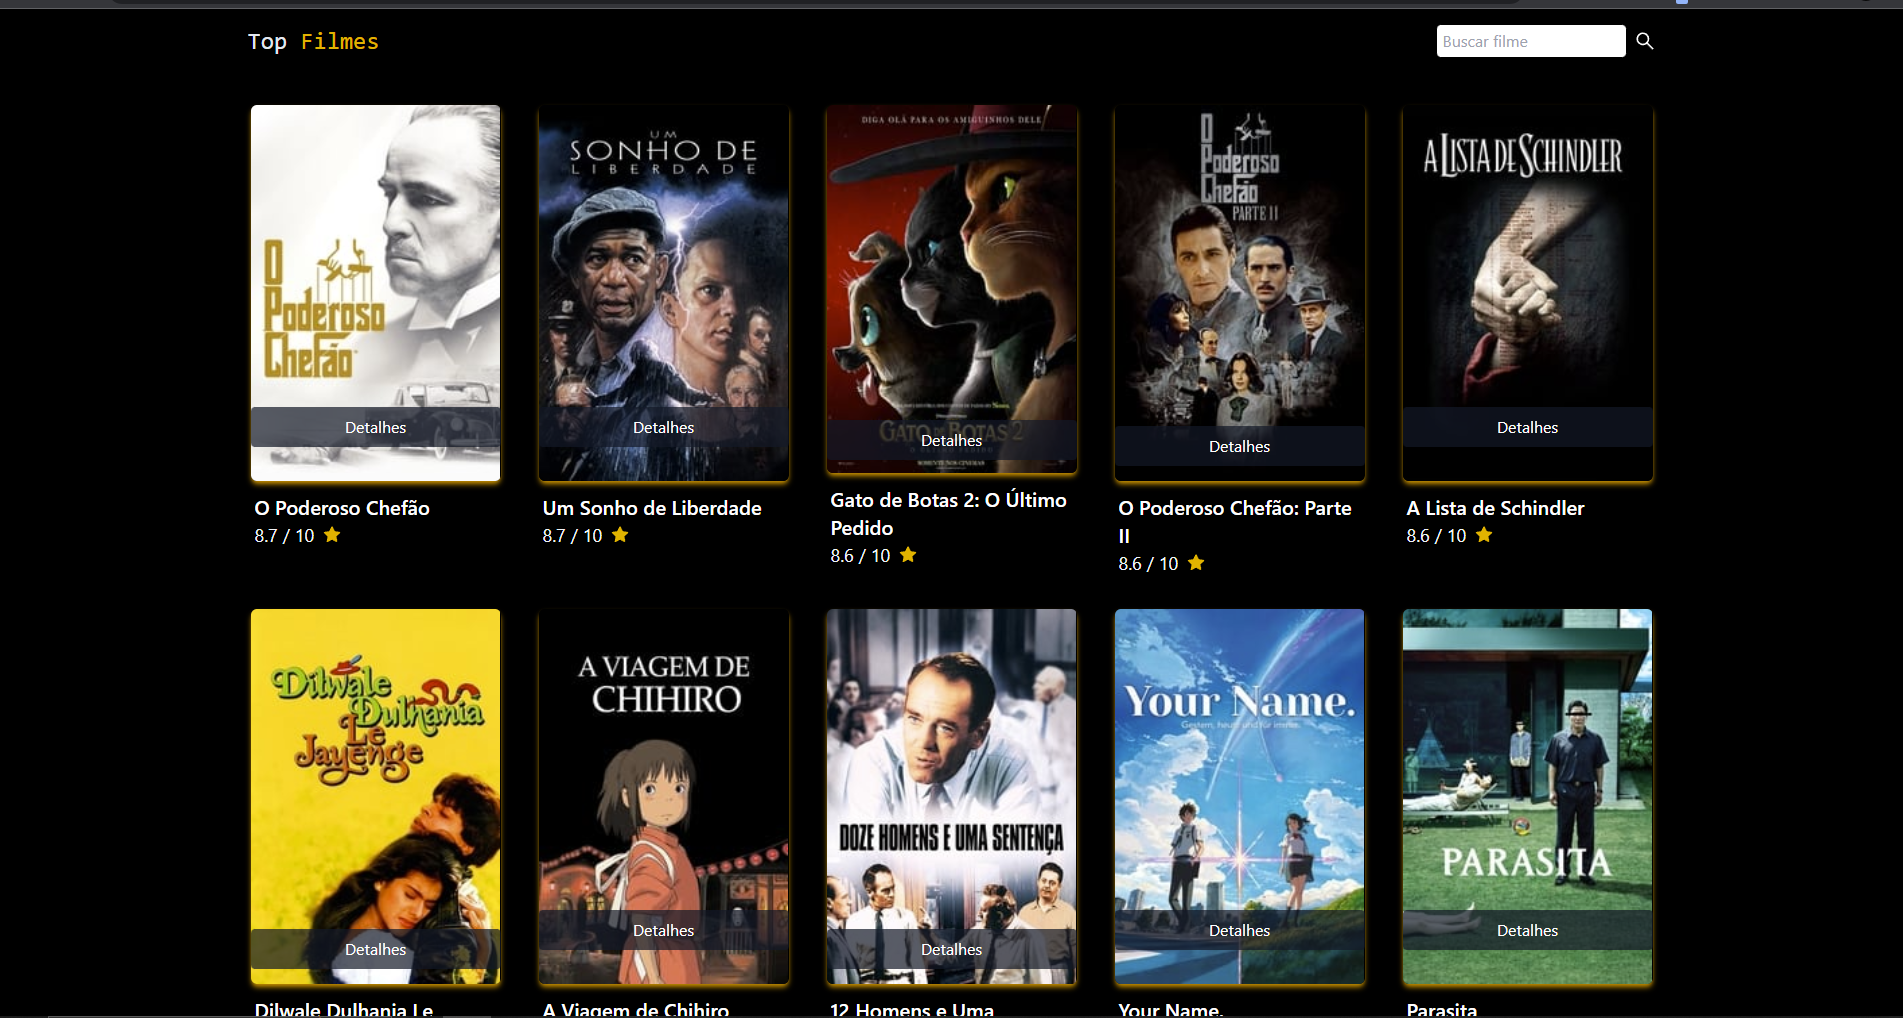 Top Filmes
Buscar filme
O
Poderoso
Chefão
Detalhes
O Poderoso Chefão
8.7 / 10
UM
SONHO DE
LIBERDADE
Detalhes
Um Sonho de Liberdade
8.7 / 10
DIGA OLÁ PARA OS AMIGUINHOS DELE
GATO DE BOTAS 2
Detalhes
O ÚLTIMO PEDIDO
SOMENTE NOS CINEMAS
Gato de Botas 2: O Último
Pedido
8.6 / 10
O
Poderoso
Chefão
PARTE II
Detalhes
O Poderoso Chefão: Parte
II
8.6 / 10
A LISTA DE SCHINDLER
Detalhes
A Lista de Schindler
8.6 / 10
Dilwale
Dulhania
Le
Jayenge
Detalhes
Dilwale Dulhania Le
A VIAGEM DE
CHIHIRO
Detalhes
A Viagem de Chihiro
DOZE HOMENS E UMA SENTENÇA
Detalhes
12 Homens e Uma
Your Name.
Gestern, heute und für immer.
Detalhes
Your Name.
PARASITA
Detalhes
Parasita